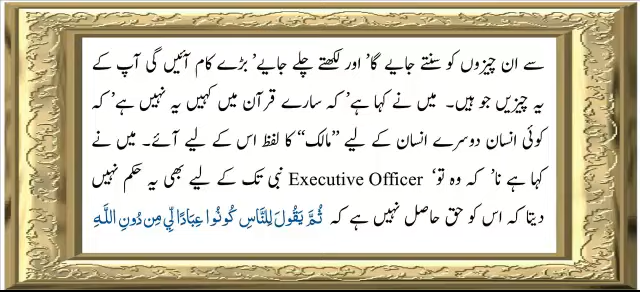 سے ان چیزوں کو سنتے جایے گا’ اور لکھتے چلے جایے’ بڑے کام آئیں گی آپ کے
یہ چیزیں جو ہیں۔ میں نے کہا ہے’ کہ سارے قرآن میں کہیں یہ نہیں ہے’ کہ
کوئی انسان دوسرے انسان کے لیے “مالک” کا لفظ اس کے لیے آئے۔ میں نے
کہا ہے نا’ کہ وہ تو’ Executive Officer نبی تک کے لیے بھی یہ حکم نہیں
دیتا کہ اس کو حق حاصل نہیں ہے کہ ثُمَّ يَقُولَ لِلنَّاسِ كُونُوا عِبَادًا لِّي مِن دُونِ اللَّهِ